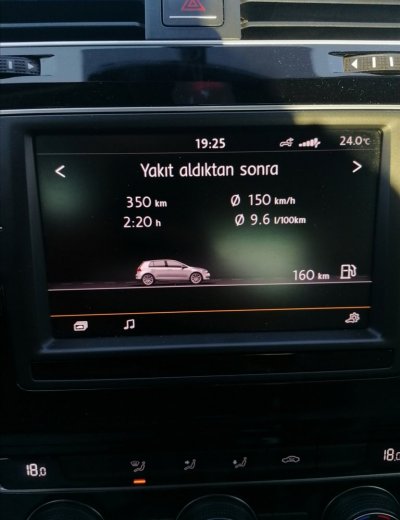 19:25 24.0°C
< Yakıt aldıktan sonra >
350 km Ø 150 km/h
2:20 h Ø 9.6 l/100km
160 km
18.0 18.0